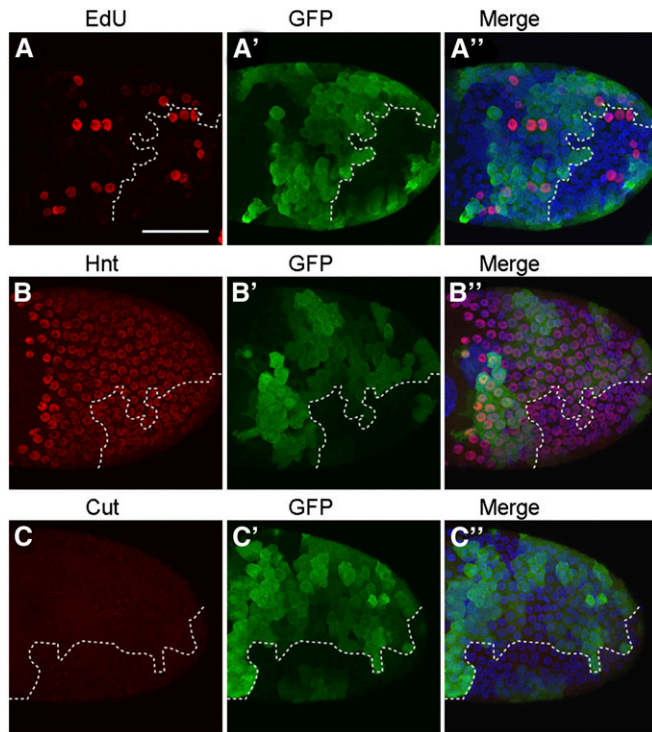 EdU GFP Merge
A A’ A’’
Hnt GFP Merge
B B’ B’’
Cut GFP Merge
C C’ C’’